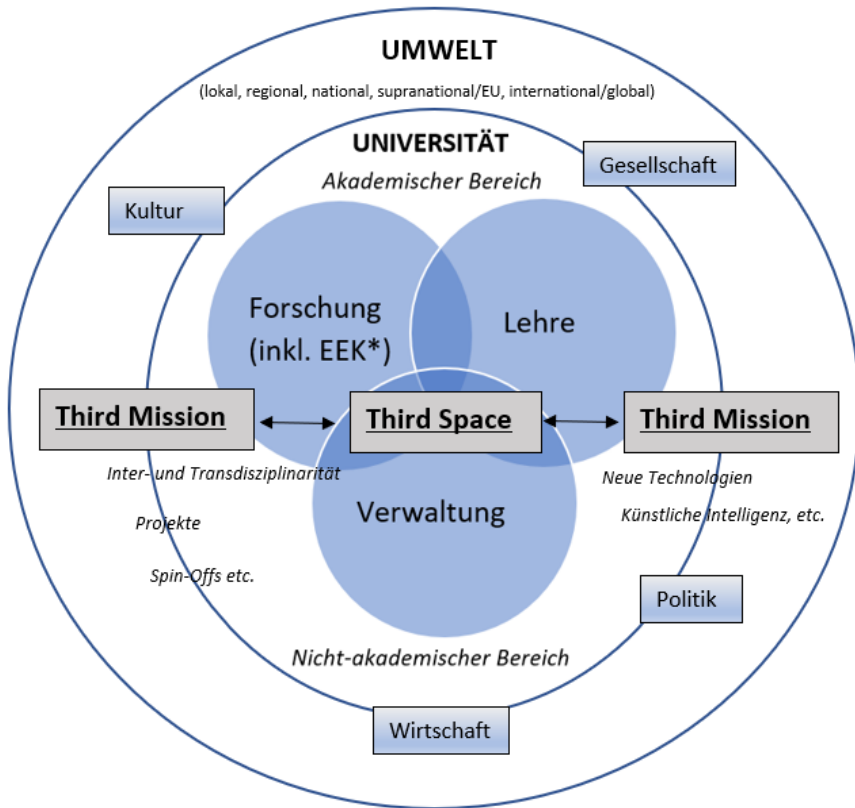 UMWELT
(lokal, regional, national, supranational/EU, international/global)
UNIVERSITÄT
Akademischer Bereich
Gesellschaft
Kultur
Forschung
(inkl. EEK*)
Lehre
Third Mission
Third Space
Third Mission
Inter- und Transdisziplinarität
Projekte
Spin-Offs etc.
Neue Technologien
Künstliche Intelligenz, etc.
Verwaltung
Politik
Nicht-akademischer Bereich
Wirtschaft